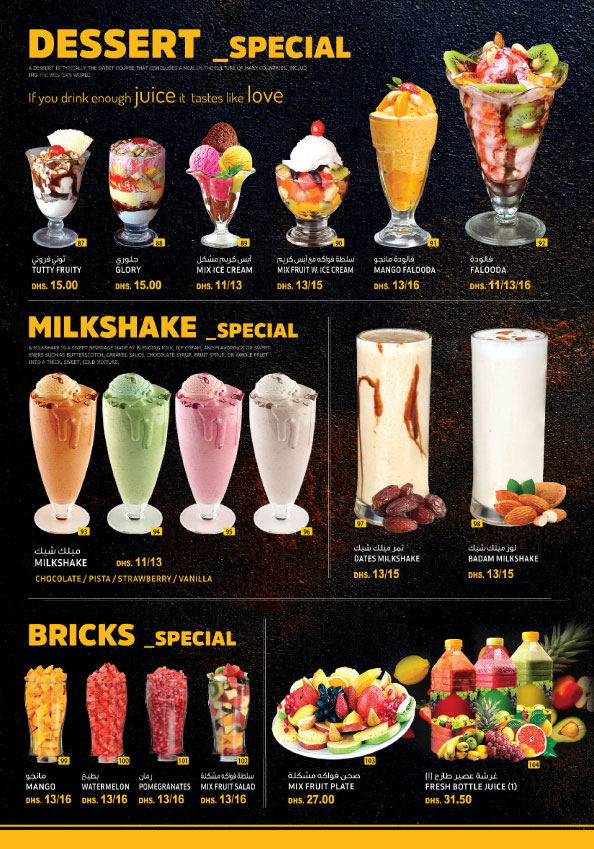 DESSERT _SPECIAL
A DESSERT IS TYPICALLY THE SWEET COURSE THAT CONCLUDES A MEAL IN THE CULTURE OF MANY COUNTRIES, INCLUD
ING THE WESTERN WORLD.
If you drink enough juice it tastes like love
87
88
89
90
91
92
توتي فروتي
TUTTY FRUITY
DHS. 15.00
جلوري
GLORY
DHS. 15.00
ايس كريم مشكل
MIX ICE CREAM
DHS. 11/13
سلطة فواكه مع ايس كريم
MIX FRUIT W. ICE CREAM
DHS. 13/15
فالودة مانجو
MANGO FALOODA
DHS. 13/16
فالودة
FALOODA
DHS. 11/13/16
MILKSHAKE _SPECIAL
A MILKSHAKE IS A SWEET BEVERAGE MADE BY BLENDING MILK, ICE CREAM, AND FLAVORINGS OR SWEET-
ENERS SUCH AS BUTTERSCOTCH, CARAMEL SAUCE, CHOCOLATE SYRUP, FRUIT SYRUP, OR WHOLE FRUIT
INTO A THICK, SWEET, COLD MIXTURE.
93
94
95
96
97
98
ميلك شيك
MILKSHAKE DHS. 11/13
CHOCOLATE / PISTA / STRAWBERRY / VANILLA
تمر ميلك شيك
DATES MILKSHAKE
DHS. 13/15
لوز ميلك شيك
BADAM MILKSHAKE
DHS. 13/15
BRICKS _SPECIAL
99
100
101
102
103
104
مانجو
MANGO
DHS. 13/16
بطيخ
WATERMELON
DHS. 13/16
رمان
POMEGRANATES
DHS. 13/16
سلطة فواكه مشكلة
MIX FRUIT SALAD
DHS. 13/16
صحن فواكه مشكلة
MIX FRUIT PLATE
DHS. 27.00
غرشة عصير طازج (ا)
FRESH BOTTLE JUICE (1)
DHS. 31.50